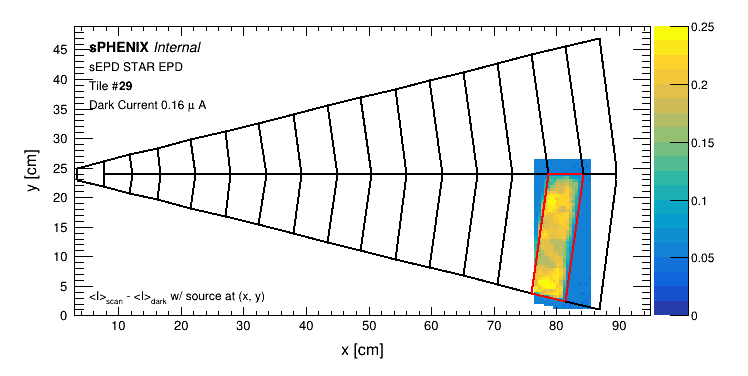 sPHENIX Internal
sEPD STAR EPD
Tile #29
Dark Current 0.16 μ A
<I>scan - <I>dark w/ source at (x, y)
y [cm]
45
40
35
30
25
20
15
10
5
0
10 20 30 40 50 60 70 80 90
x [cm]
0.25
0.2
0.15
0.1
0.05
0